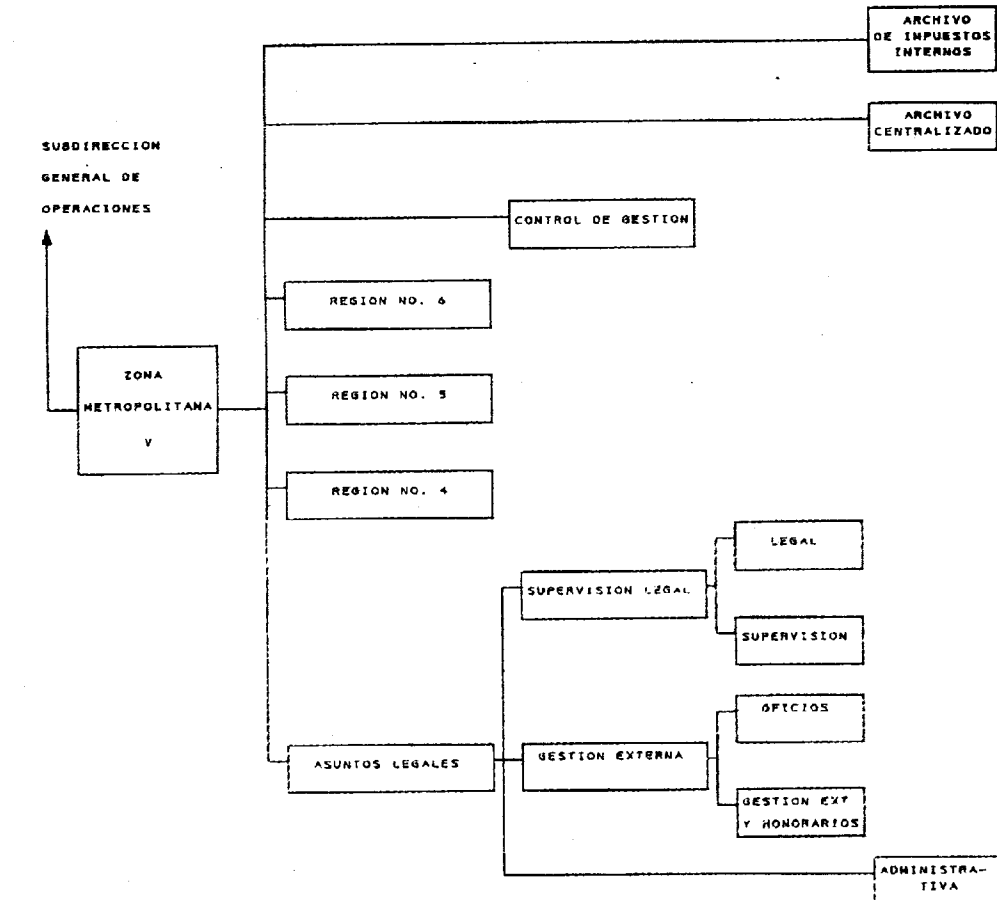 ARCHIVO
DE IMPUESTOS
INTERNOS
ARCHIVO
CENTRALIZADO
SUBDIRECCION
GENERAL DE
OPERACIONES
CONTROL DE GESTION
REGION NO. 6
ZONA
METROPOLITANA
V
REGION NO. 5
REGION NO. 4
LEGAL
SUPERVISION LEGAL
SUPERVISION
OFICIOS
ASUNTOS LEGALES
GESTION EXTERNA
GESTION EXT
Y HONORARIOS
ADMINISTRA-
TIVA